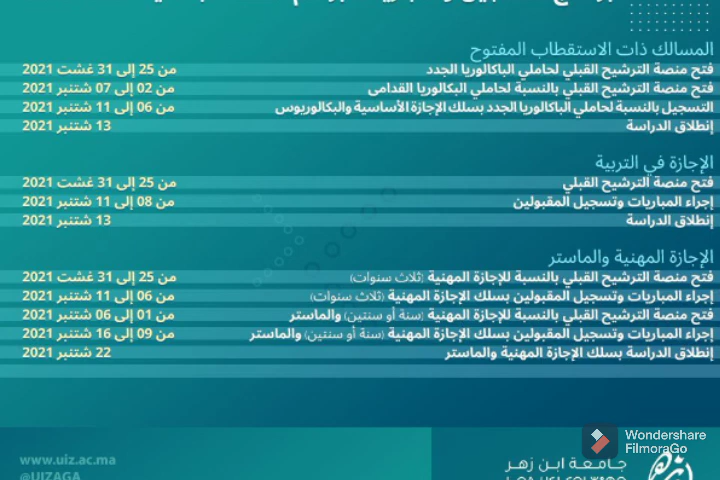 المسالك ذات الاستقطاب المفتوح
فتح منصة الترشيح القبلي لحاملي الباكالوريا الجدد من 25 إلى 31 غشت 2021
فتح منصة الترشيح القبلي بالنسبة لحاملي البكالوريا القدامى من 02 إلى 07 شتنبر 2021
التسجيل بالنسبة لحاملي الباكالوريا الجدد بسلك الإجازة الأساسية والبكالوريوس من 06 إلى 11 شتنبر 2021
إنطلاق الدراسة 13 شتنبر 2021
الإجازة في التربية
فتح منصة الترشيح القبلي من 25 إلى 31 غشت 2021
إجراء المباريات وتسجيل المقبولين من 08 إلى 11 شتنبر 2021
إنطلاق الدراسة 13 شتنبر 2021
الإجازة المهنية والماستر
فتح منصة الترشيح القبلي بالنسبة للإجازة المهنية (ثلاث سنوات) من 25 إلى 31 غشت 2021
إجراء المباريات وتسجيل المقبولين بسلك الإجازة المهنية (ثلاث سنوات) من 06 إلى 11 شتنبر 2021
فتح منصة الترشيح القبلي بالنسبة للإجازة المهنية (سنة أو سنتين) والماستر من 01 إلى 06 شتنبر 2021
إجراء المباريات وتسجيل المقبولين بسلك الإجازة المهنية (سنة أو سنتين) والماستر من 09 إلى 16 شتنبر 2021
إنطلاق الدراسة بسلك الإجازة المهنية والماستر 22 شتنبر 2021
Wondershare
FilmoraGo
جامعة ابن زهر
www.uiz.ac.ma
@UIZAGA